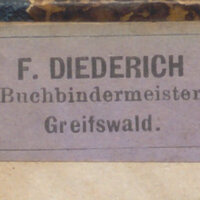 F. DIEDERICH
Buchbindermeister
Greifswald.